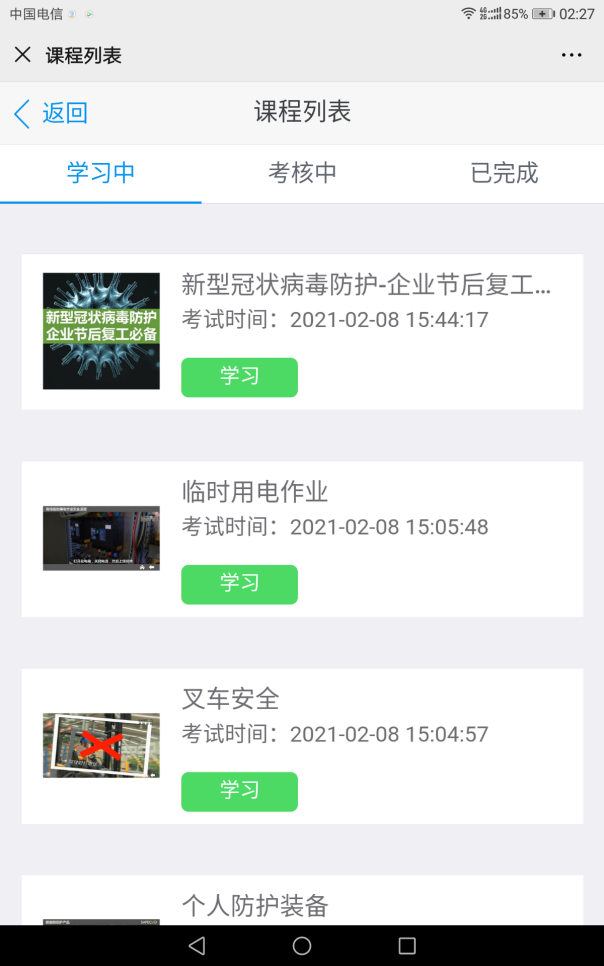 中国电信
4G 2G 85% 02:27
课程列表
返回
课程列表
学习中
考核中
已完成
新型冠状病毒防护
企业节后复工必备
新型冠状病毒防护-企业节后复工...
考试时间：2021-02-08 15:44:17
学习
临时用电作业
考试时间：2021-02-08 15:05:48
学习
叉车安全
考试时间：2021-02-08 15:04:57
学习
个人防护装备